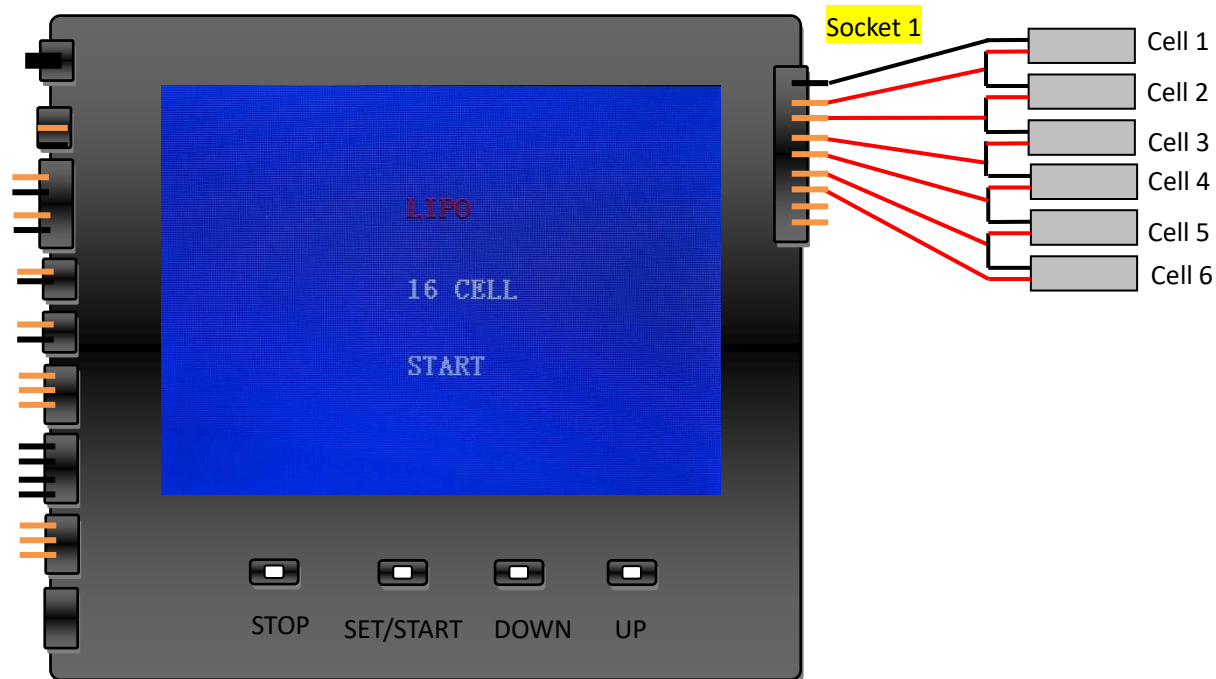 Socket 1
Cell 1
Cell 2
Cell 3
Cell 4
Cell 5
Cell 6
LIPO
16 CELL
START
STOP
SET/START
DOWN
UP